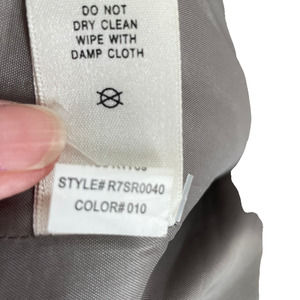 DO NOT
DRY CLEAN
WIPE WITH
DAMP CLOTH
STYLE# R7SR0040
COLOR# 010